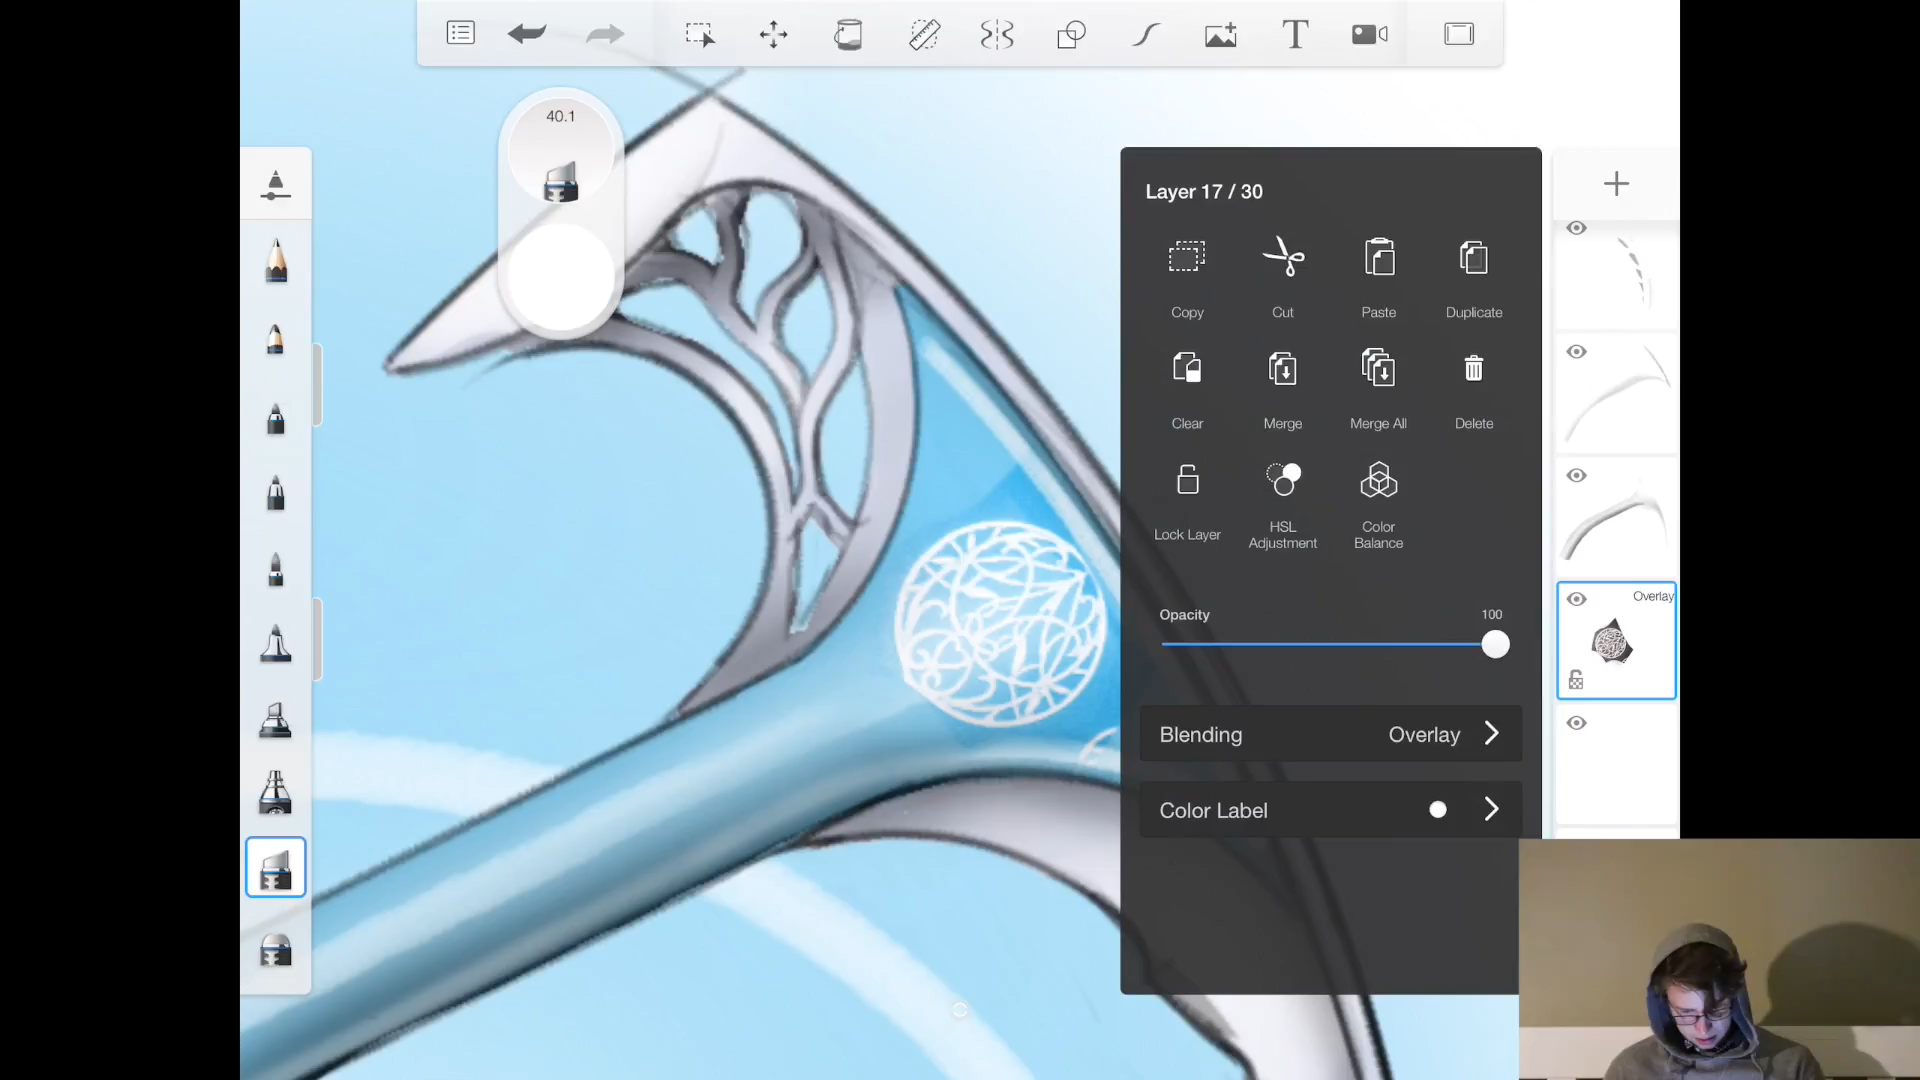 40.1
Layer 17 / 30
Copy
Cut
Paste
Duplicate
Clear
Merge
Merge All
Delete
Lock Layer
HSL
Adjustment
Color
Balance
Opacity
100
Blending
Overlay
Color Label
Overlay
T